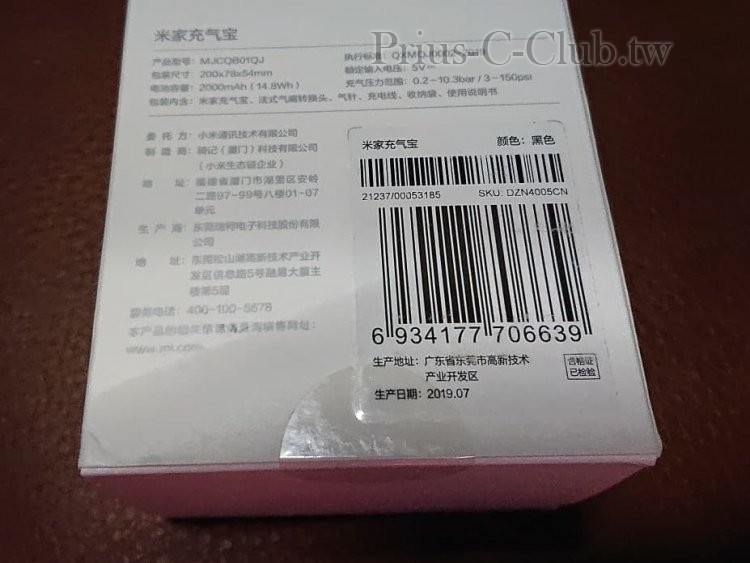 Prius-C-Club.tw
米家充气宝
产品型号：MJCQB01QJ
执行标准：
包装尺寸：200x78x54mm
额定输入电压：5V⎓
电池容量：2000mAh（14.8Wh）
充气压力范围：0.2-10.3bar / 3-150psi
包装内含：米家充气宝、法式气嘴转换头、气针、充电线、收纳袋、使用说明书
委 托 方：小米通讯技术有限公司
制 造 商：骑记（厦门）科技有限公司
（小米生态链企业）
地 址：福建省厦门市湖里区安岭
二路97-99号八楼01-07
单元
生 产 商：东莞瑞柯电子科技股份有限
公司
地 址：东莞松山湖高新技术产业开
发区信息路5号融易大厦主
楼第5层
服务电话：400-100-5678
米家充气宝
颜色：黑色
21237/00053185
SKU: DZN4005CN
6 934177 706639
生产地址：广东省东莞市高新技术
产业开发区
合格证
已检验
生产日期：2019.07